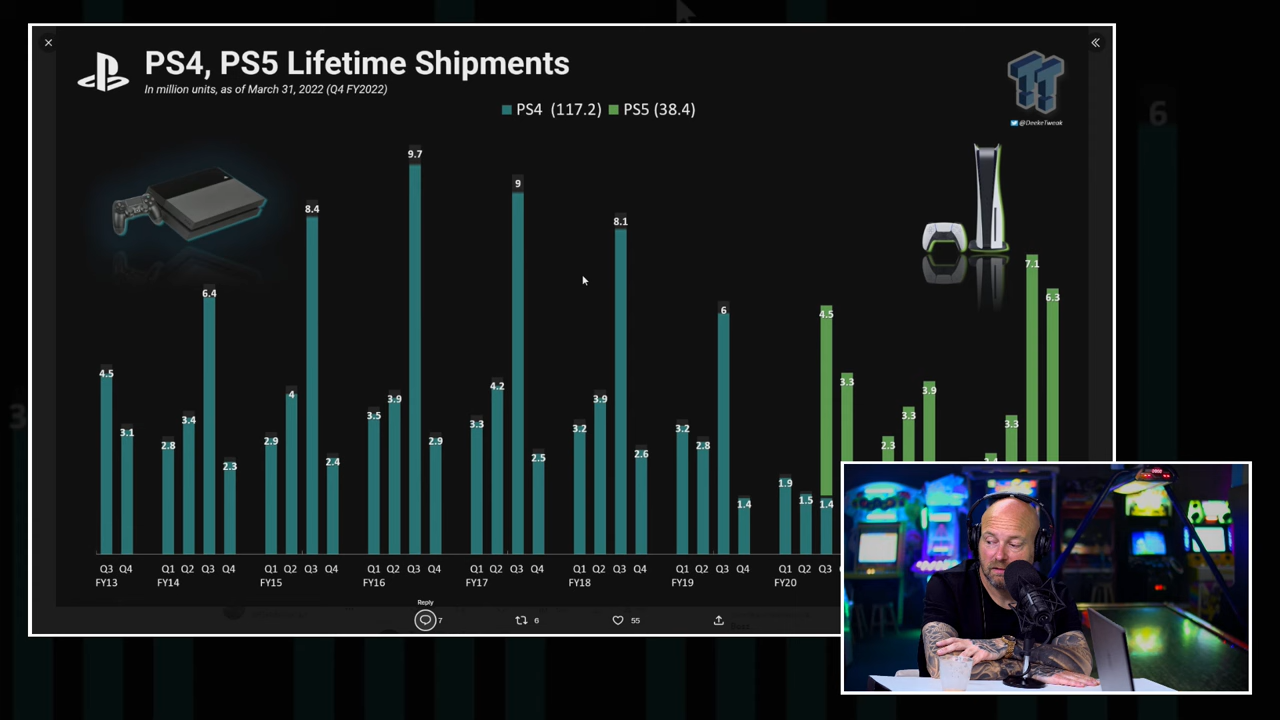 PS4, PS5 Lifetime Shipments
In million units, as of March 31, 2022 (Q4 FY2022)
PS4 (117.2) PS5 (38.4)
@DeekeTweak
4.5 3.1 2.8 3.4 6.4 2.3 2.9 4 8.4 2.4 3.5 3.9 9.7 2.9 3.3 4.2 9 2.5 3.2 3.9 8.1 2.6 3.2 2.8 6 1.4 1.9 1.5 1.4 4.5 3.3 2.3 3.3 3.9 3.3 7.1 6.3
Q3 Q4 Q1 Q2 Q3 Q4 Q1 Q2 Q3 Q4 Q1 Q2 Q3 Q4 Q1 Q2 Q3 Q4 Q1 Q2 Q3 Q4 Q1 Q2 Q3 Q4 Q1 Q2 Q3
FY13 FY14 FY15 FY16 FY17 FY18 FY19 FY20
Reply
7 6 55
3
6